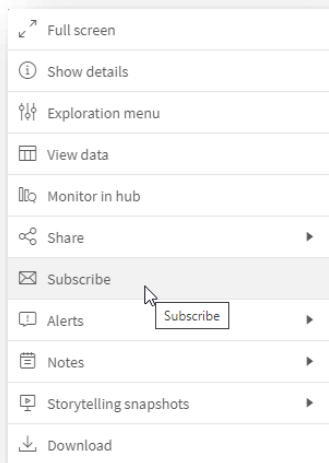 Full screen
Show details
Exploration menu
View data
Monitor in hub
Share
Subscribe
Subscribe
Alerts
Notes
Storytelling snapshots
Download